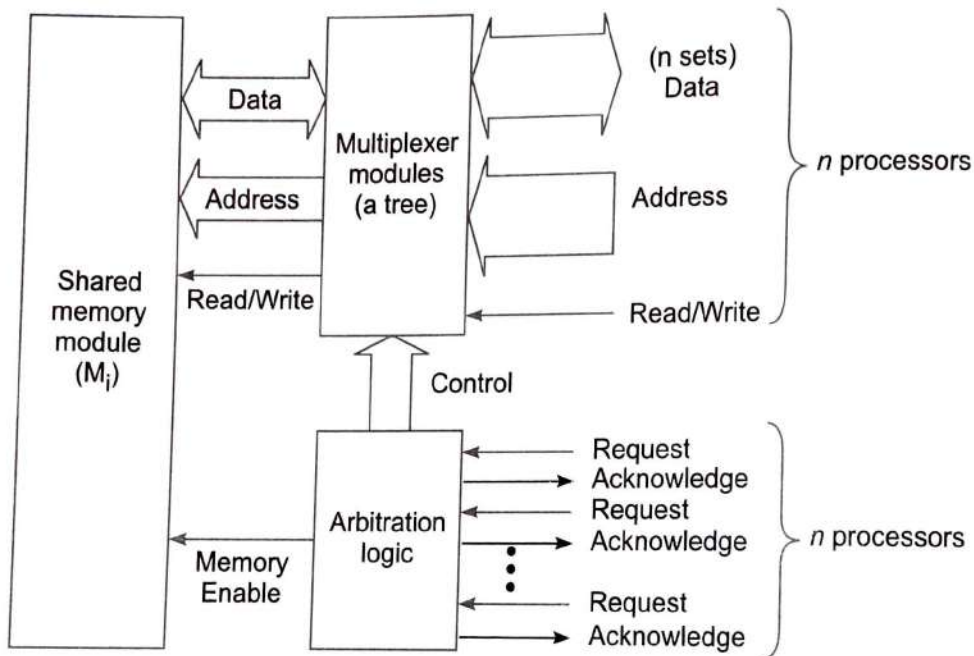 Shared
memory
module
(Mi)
Data
Address
Read/Write
Multiplexer
modules
(a tree)
(n sets)
Data
Address
Read/Write
n processors
Control
Arbitration
logic
Memory
Enable
Request
Acknowledge
Request
Acknowledge
Request
Acknowledge
n processors